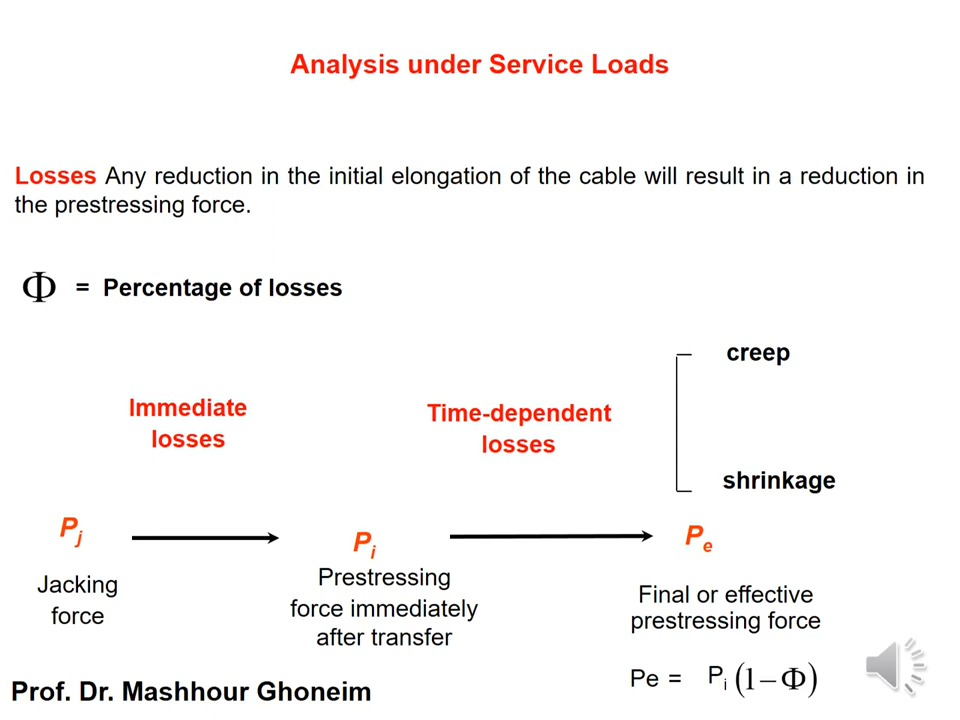 Analysis under Service Loads
Losses Any reduction in the initial elongation of the cable will result in a reduction in
the prestressing force.
Φ = Percentage of losses
creep
Immediate
losses
Time-dependent
losses
shrinkage
Pj
Pi
Pe
Jacking
force
Prestressing
force immediately
after transfer
Final or effective
prestressing force
Pe = Pi (1−Φ)
Prof. Dr. Mashhour Ghoneim